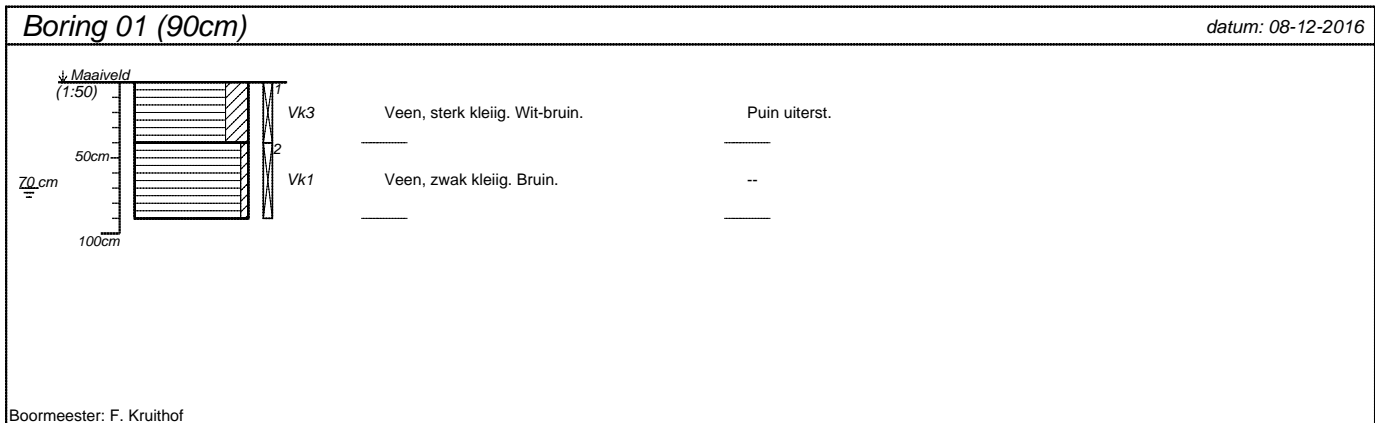 Boring 01 (90cm) datum: 08-12-2016
Maaiveld
(1:50)
1
Vk3 Veen, sterk kleiig. Wit-bruin. Puin uiterst.
2
50cm
70 cm
Vk1 Veen, zwak kleiig. Bruin. --
100cm
Boormeester: F. Kruithof